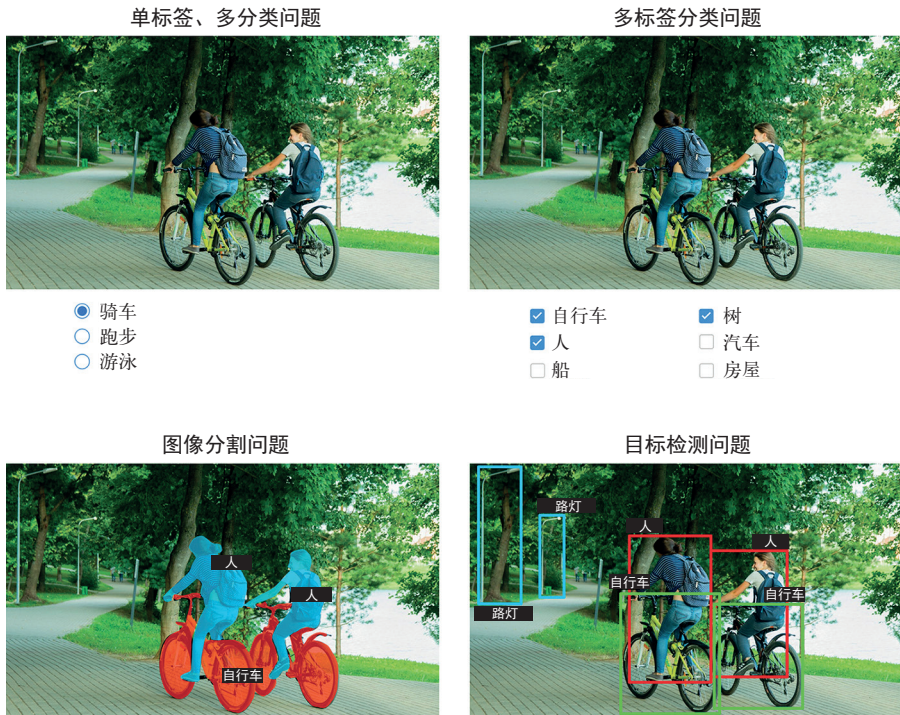 单标签、多分类问题
多标签分类问题
骑车
跑步
游泳
自行车
树
人
汽车
船
房屋
图像分割问题
目标检测问题
人
人
自行车
路灯
人
人
自行车
自行车
路灯